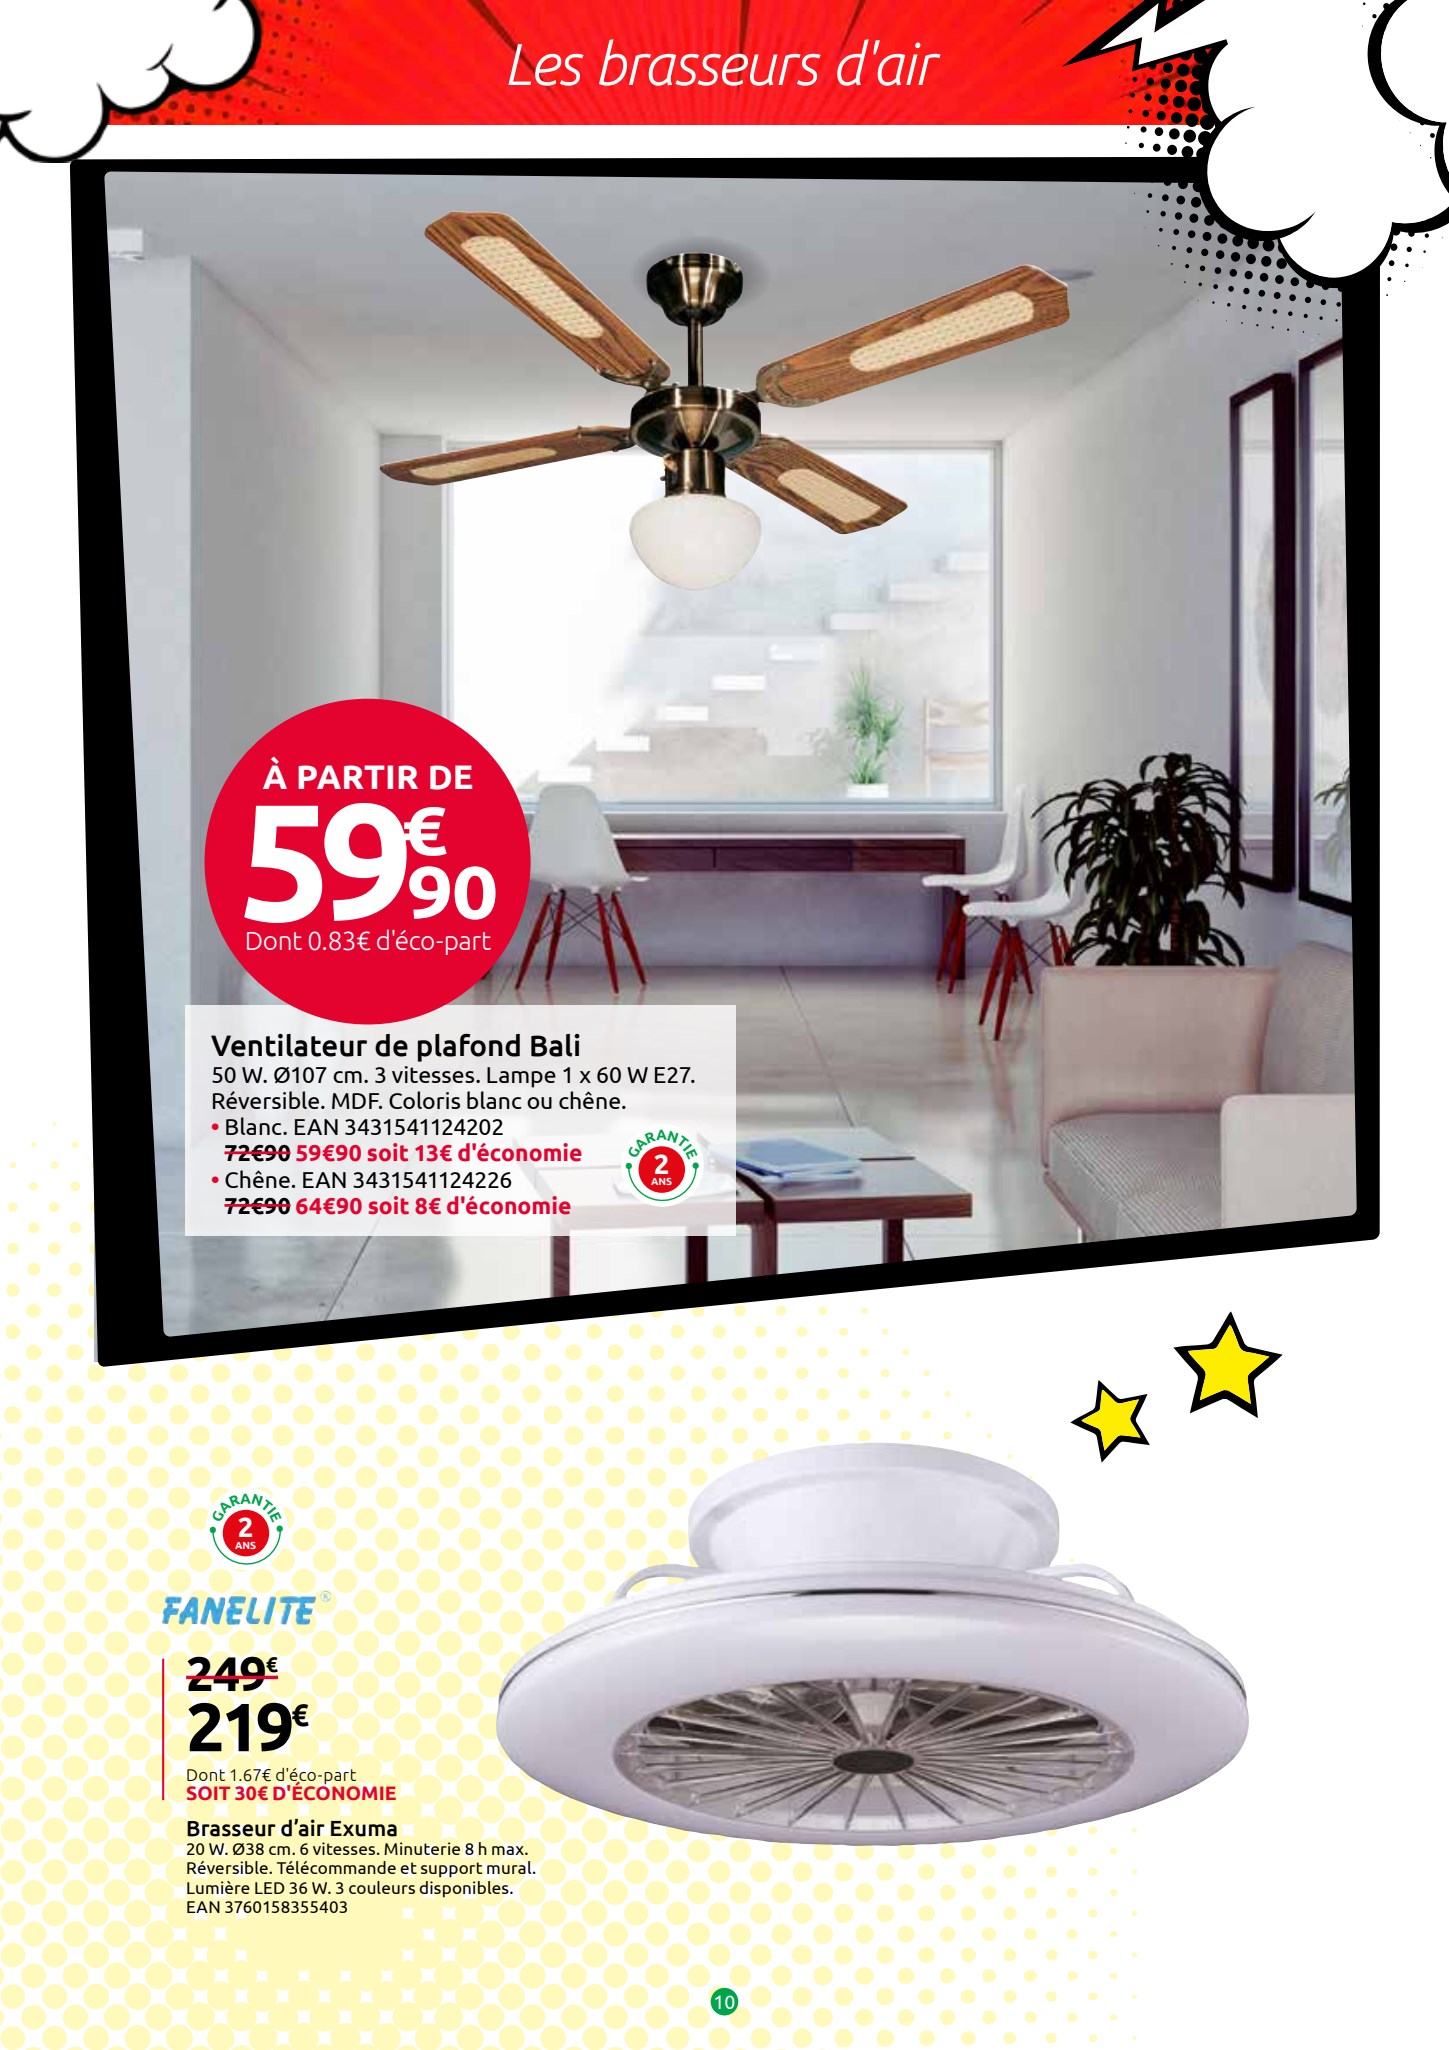 Les brasseurs d'air
À PARTIR DE
59€90
Dont 0.83€ d'éco-part
Ventilateur de plafond Bali
50 W. Ø107 cm. 3 vitesses. Lampe 1 x 60 W E27.
Réversible. MDF. Coloris blanc ou chêne.
• Blanc. EAN 3431541124202
72€90 59€90 soit 13€ d'économie
• Chêne. EAN 3431541124226
72€90 64€90 soit 8€ d'économie
GARANTIE
2
ANS
GARANTIE
2
ANS
FANELITE®
249€
219€
Dont 1.67€ d'éco-part
SOIT 30€ D'ÉCONOMIE
Brasseur d’air Exuma
20 W. Ø38 cm. 6 vitesses. Minuterie 8 h max.
Réversible. Télécommande et support mural.
Lumière LED 36 W. 3 couleurs disponibles.
EAN 3760158355403
10